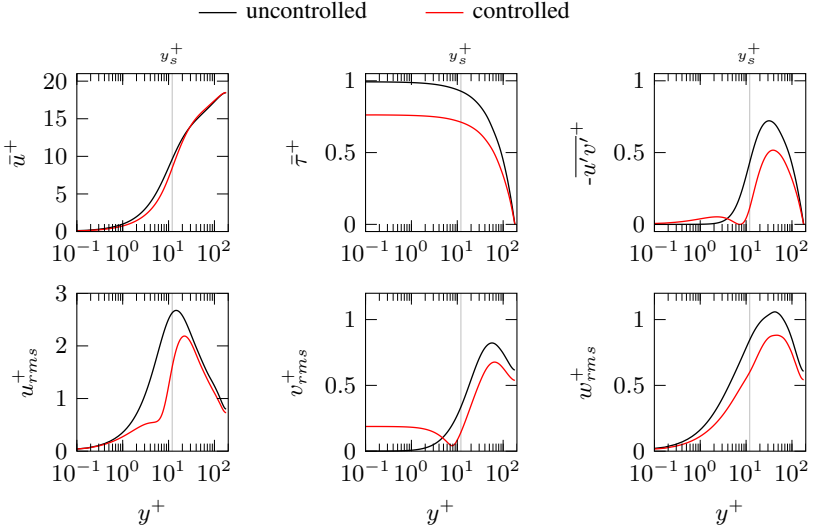 uncontrolled controlled
y_s^+ y_s^+ y_s^+
ū^+ 20 15 10 5 0
τ̄^+ 1 0.5 0
-u'v'^+ 1 0.5 0
10^−1 10^0 10^1 10^2 10^−1 10^0 10^1 10^2 10^−1 10^0 10^1 10^2
u_rms^+ 3 2 1 0
v_rms^+ 1 0.5 0
w_rms^+ 1 0.5 0
10^−1 10^0 10^1 10^2 10^−1 10^0 10^1 10^2 10^−1 10^0 10^1 10^2
y^+ y^+ y^+